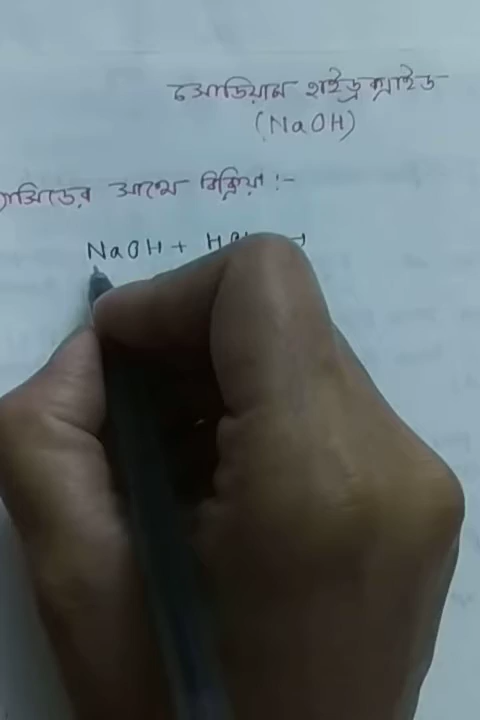 সোডিয়াম হাইড্রক্সাইড
(NaOH)
সাথে বিক্রিয়া :-
NaOH +